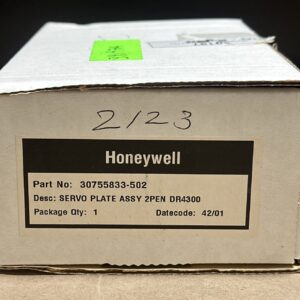 2123
Honeywell
Part No: 30755833-502
Desc: SERVO PLATE ASSY 2PEN DR4300
Package Qty: 1 Datecode: 42/01